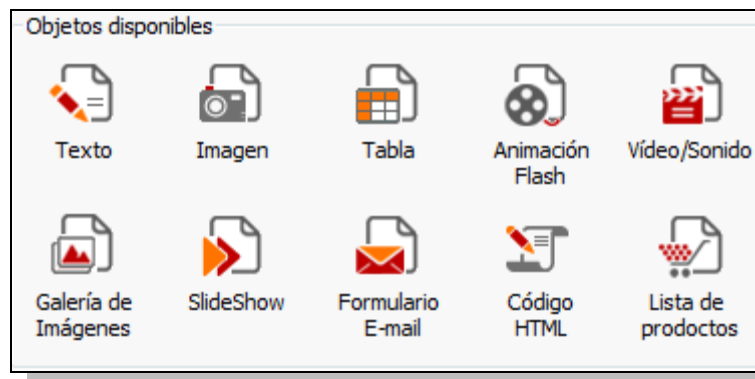 Objetos disponibles
Texto
Imagen
Tabla
Animación
Flash
Vídeo/Sonido
Galería de
Imágenes
SlideShow
Formulario
E-mail
Código
HTML
Lista de
productos